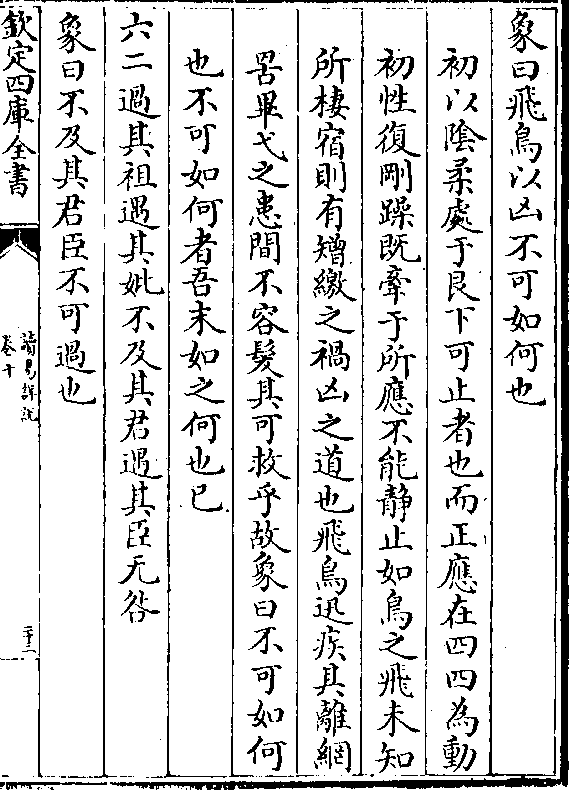 象曰飛鳥以凶不可如何也
初以陰柔處于艮下可止者也而正應在四四為動
初性復剛躁既牽于所應不能静止如鳥之飛未知
所棲宿則有矰繳之禍凶之道也飛鳥迅疾其離網
罟畢弋之患間不容髮其可救乎故象曰不可如何
也不可如何者吾末如之何也已
六二過其祖遇其妣不及其君遇其臣无咎
象曰不及其君臣不可過也
欽定四庫全書
讀易詳說
卷十
二十二